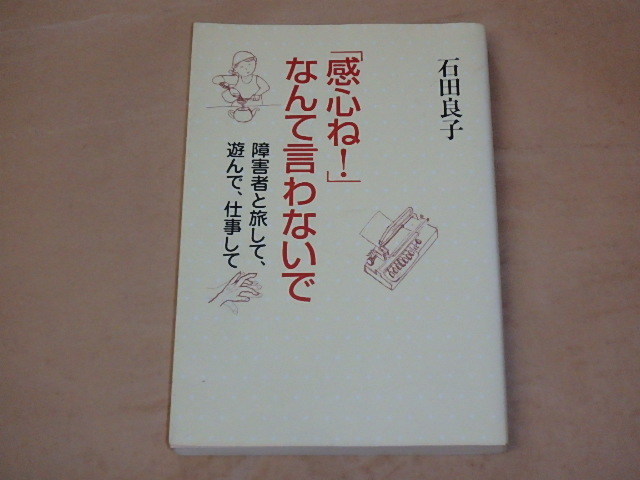 石田良子
「感心ね！」
なんて言わないで
障害者と旅して、
遊んで、仕事して